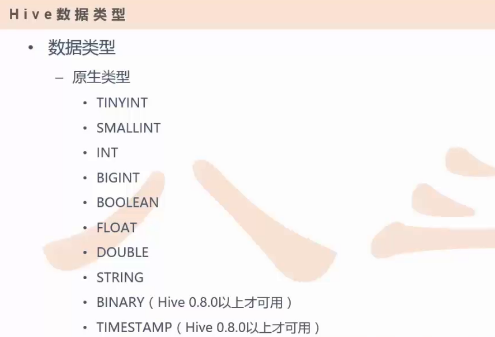 Hive数据类型
• 数据类型
– 原生类型
• TINYINT
• SMALLINT
• INT
• BIGINT
• BOOLEAN
• FLOAT
• DOUBLE
• STRING
• BINARY（Hive 0.8.0以上才可用）
• TIMESTAMP（Hive 0.8.0以上才可用）